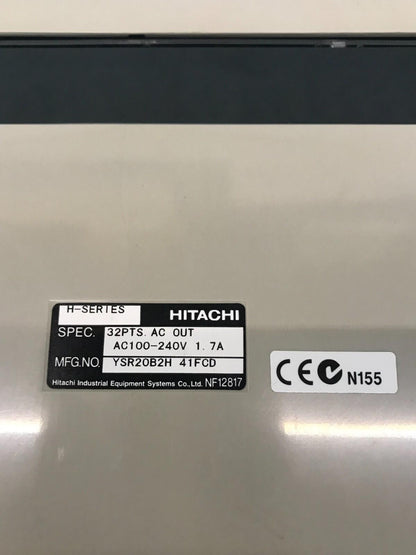 H-SERIES HITACHI
SPEC. 32PTS. AC OUT
AC100-240V 1.7A
MFG.NO. YSR20B2H 41FCD
Hitachi Industrial Equipment Systems Co.,Ltd. NF12817
CE N155